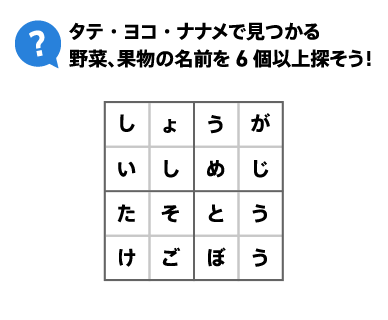 ?
タテ・ヨコ・ナナメで見つかる
野菜、果物の名前を6個以上探そう!
しょうが
いしめじ
たそとう
けごぼう